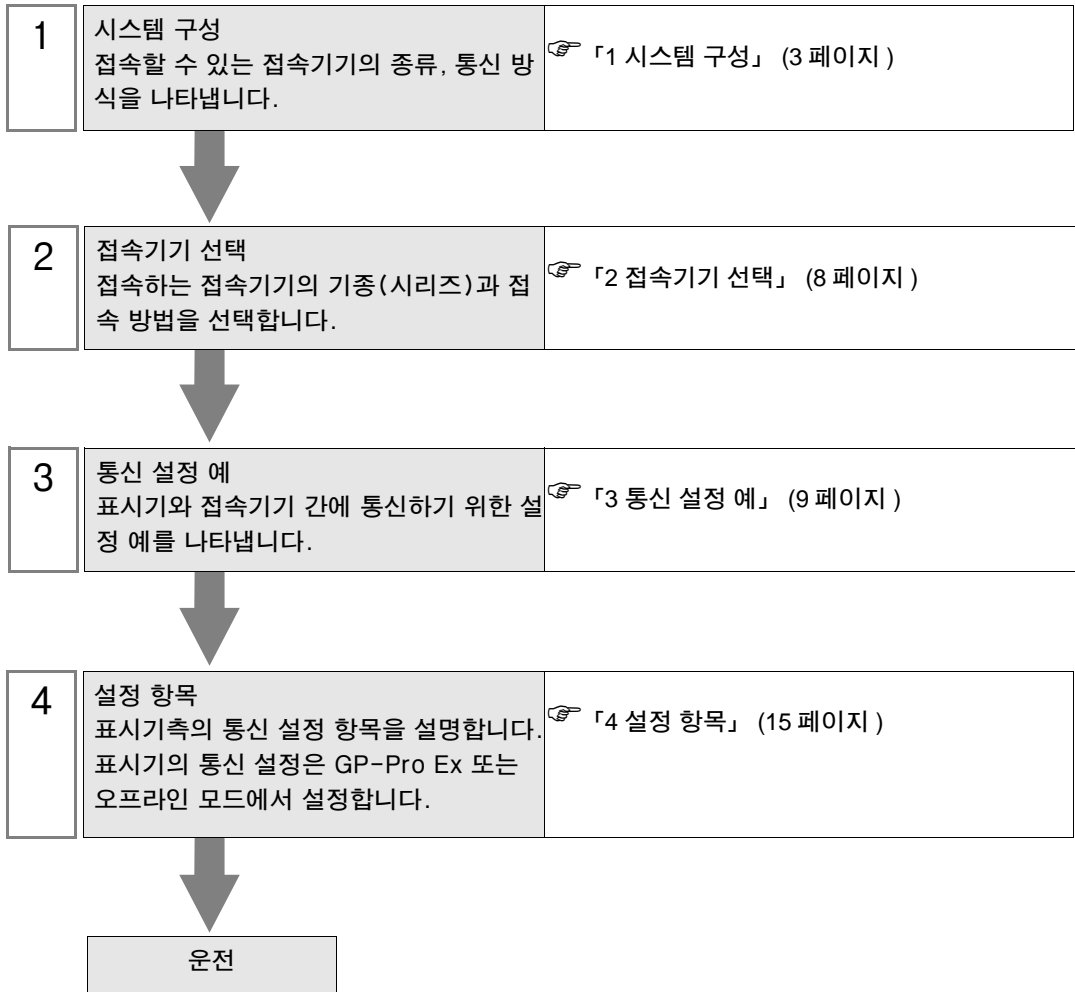 1
시스템 구성
접속할 수 있는 접속기기의 종류, 통신 방
식을 나타냅니다.
☞ 「1 시스템 구성」 (3 페이지 )
2
접속기기 선택
접속하는 접속기기의 기종(시리즈)과 접
속 방법을 선택합니다.
☞ 「2 접속기기 선택」 (8 페이지 )
3
통신 설정 예
표시기와 접속기기 간에 통신하기 위한 설
정 예를 나타냅니다.
☞ 「3 통신 설정 예」 (9 페이지 )
4
설정 항목
표시기측의 통신 설정 항목을 설명합니다.
표시기의 통신 설정은 GP-Pro Ex 또는
오프라인 모드에서 설정합니다.
☞ 「4 설정 항목」 (15 페이지 )
운전